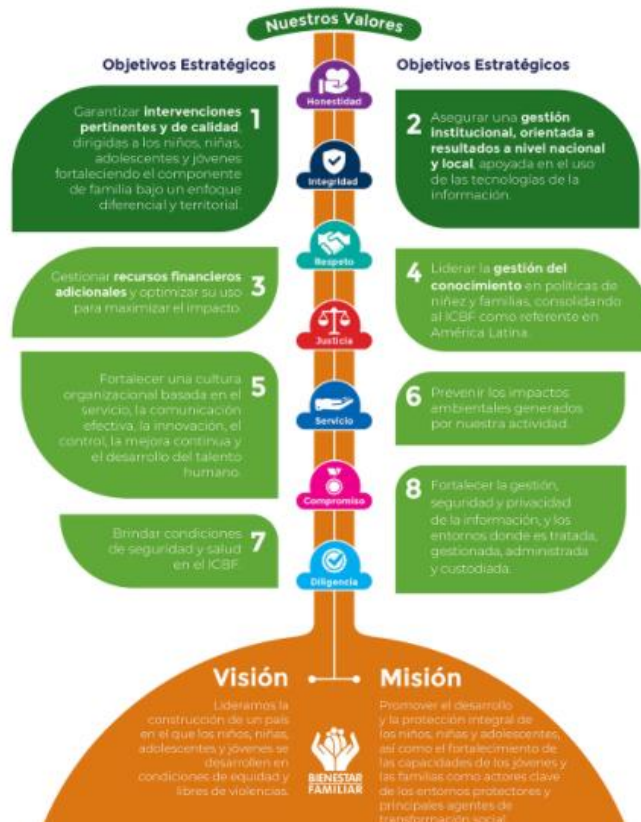 Nuestros Valores
Objetivos Estratégicos
Objetivos Estratégicos
Honestidad
1
Garantizar intervenciones
pertinentes y de calidad,
dirigidas a los niños, niñas,
adolescentes y jóvenes
fortaleciendo el componente
de familia bajo un enfoque
diferencial y territorial.
2
Asegurar una gestión
institucional, orientada a
resultados a nivel nacional
y local, apoyada en el uso
de las tecnologías de la
información.
Integridad
Respeto
3
Gestionar recursos financieros
adicionales y optimizar su uso
para maximizar el impacto.
4
Liderar la gestión del
conocimiento en políticas de
niñez y familias, consolidando
al ICBF como referente en
América Latina.
Justicia
5
Fortalecer una cultura
organizacional basada en el
servicio, la comunicación
efectiva, la innovación, el
control, la mejora continua y
el desarrollo del talento
humano.
Servicio
6
Prevenir los impactos
ambientales generados
por nuestra actividad.
Compromiso
7
Brindar condiciones
de seguridad y salud
en el ICBF.
8
Fortalecer la gestión,
seguridad y privacidad
de la información, y los
entornos donde es tratada,
gestionada, administrada
y custodiada.
Diligencia
Visión
Lideramos la
construcción de un país
en el que los niños, niñas,
adolescentes y jóvenes se
desarrollen en
condiciones de equidad y
libres de violencias.
BIENESTAR
FAMILIAR
Misión
Promover el desarrollo
y la protección integral de
los niños, niñas y adolescentes,
así como el fortalecimiento de
las capacidades de los jóvenes y
las familias como actores clave
de los entornos protectores y
principales agentes de
transformación social